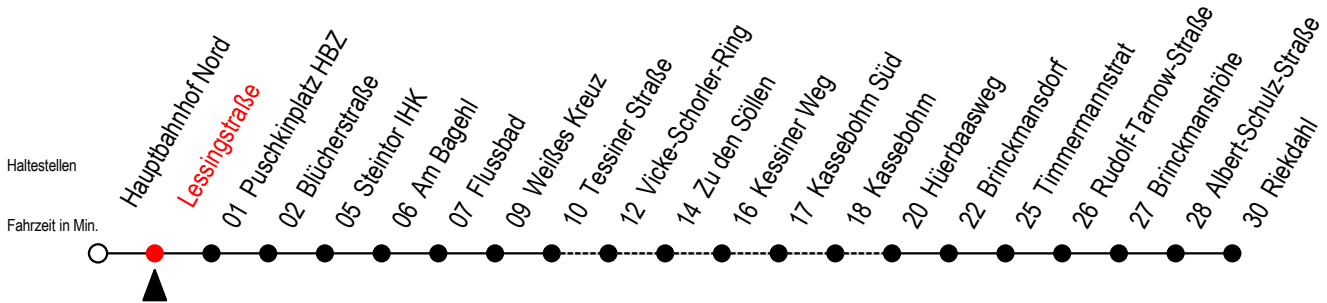 Haltestellen
Fahrzeit in Min.
Hauptbahnhof Nord
Lessingstraße
01 Puschkinplatz HBZ
02 Blücherstraße
05 Steintor IHK
06 Am Bagehl
07 Flussbad
09 Weißes Kreuz
10 Tessiner Straße
12 Vicke-Schorler-Ring
14 Zu den Söllen
16 Kessiner Weg
17 Kassebohm Süd
18 Kassebohm
20 Hüerbaasweg
22 Brinckmansdorf
25 Timmermannstrat
26 Rudolf-Tarnow-Straße
27 Brinckmanshöhe
28 Albert-Schulz-Straße
30 Riekdahl